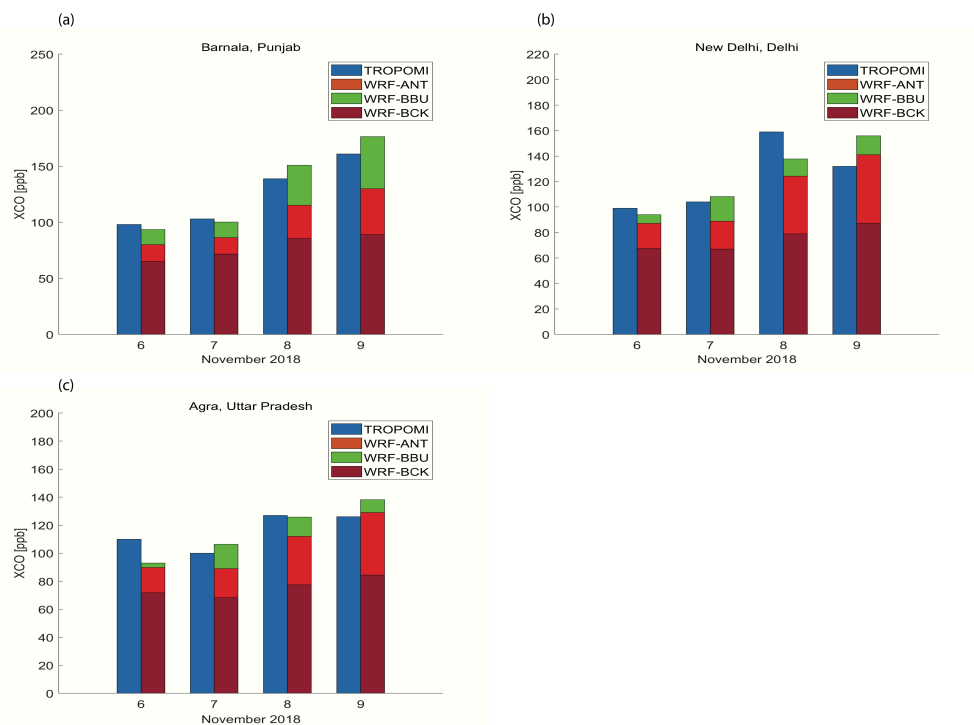 (a)
Barnala, Punjab
XCO [ppb]
250
200
150
100
50
0
TROPOMI
WRF-ANT
WRF-BBU
WRF-BCK
6 7 8 9
November 2018
(b)
New Delhi, Delhi
XCO [ppb]
220
200
180
160
140
120
100
80
60
40
20
0
TROPOMI
WRF-ANT
WRF-BBU
WRF-BCK
6 7 8 9
November 2018
(c)
Agra, Uttar Pradesh
XCO [ppb]
200
180
160
140
120
100
80
60
40
20
0
TROPOMI
WRF-ANT
WRF-BBU
WRF-BCK
6 7 8 9
November 2018